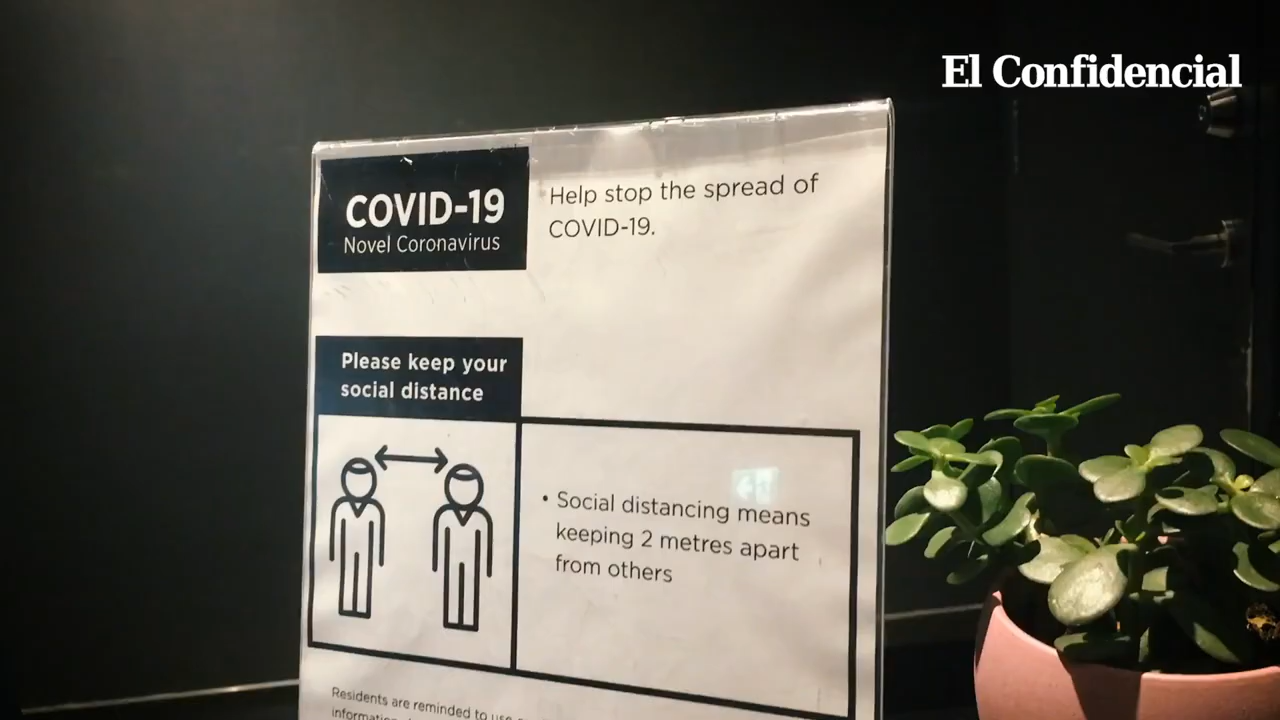 El Confidencial
COVID-19
Novel Coronavirus
Help stop the spread of
COVID-19.
Please keep your
social distance
• Social distancing means
keeping 2 metres apart
from others
Residents are reminded to use